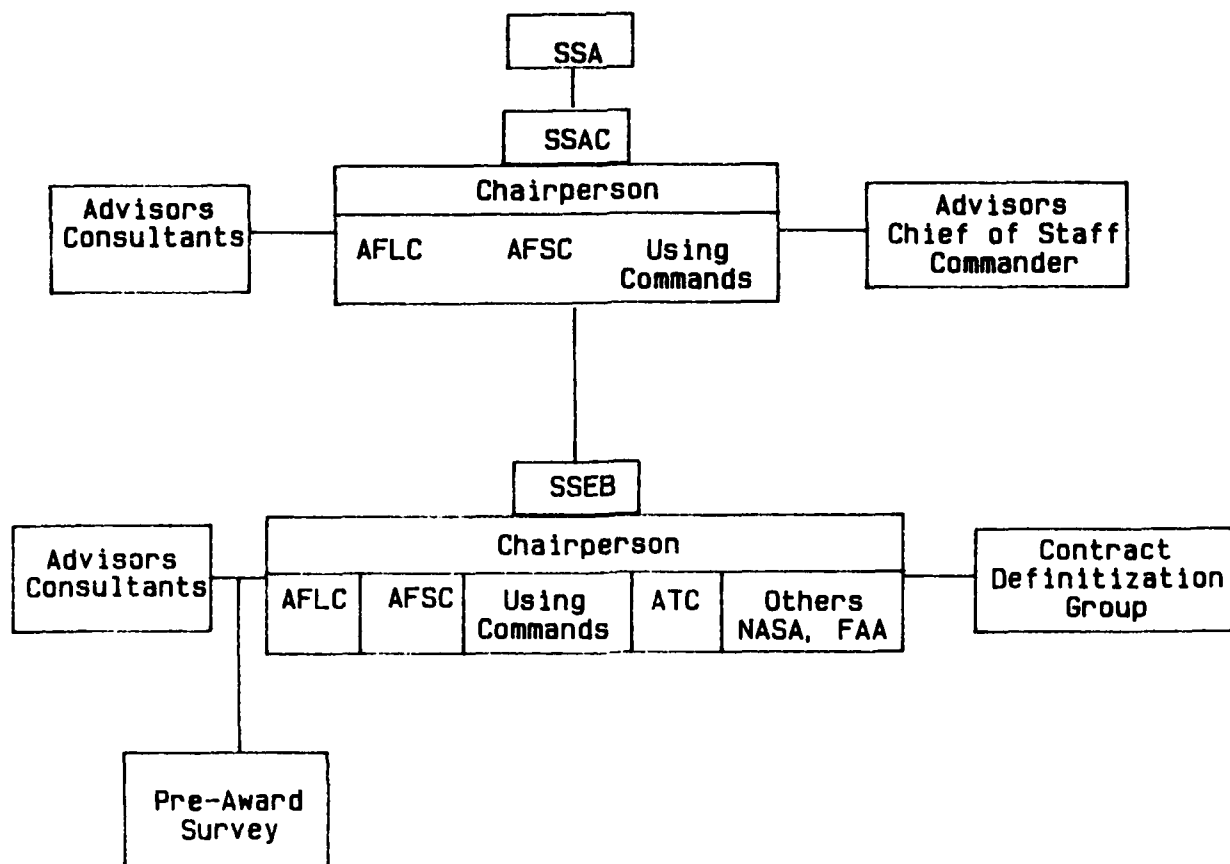 SSA
SSAC
Chairperson
Advisors
Consultants
AFLC AFSC Using
Commands
Advisors
Chief of Staff
Commander
SSEB
Chairperson
Advisors
Consultants
AFLC AFSC Using
Commands
ATC Others
NASA, FAA
Contract
Definitization
Group
Pre-Award
Survey